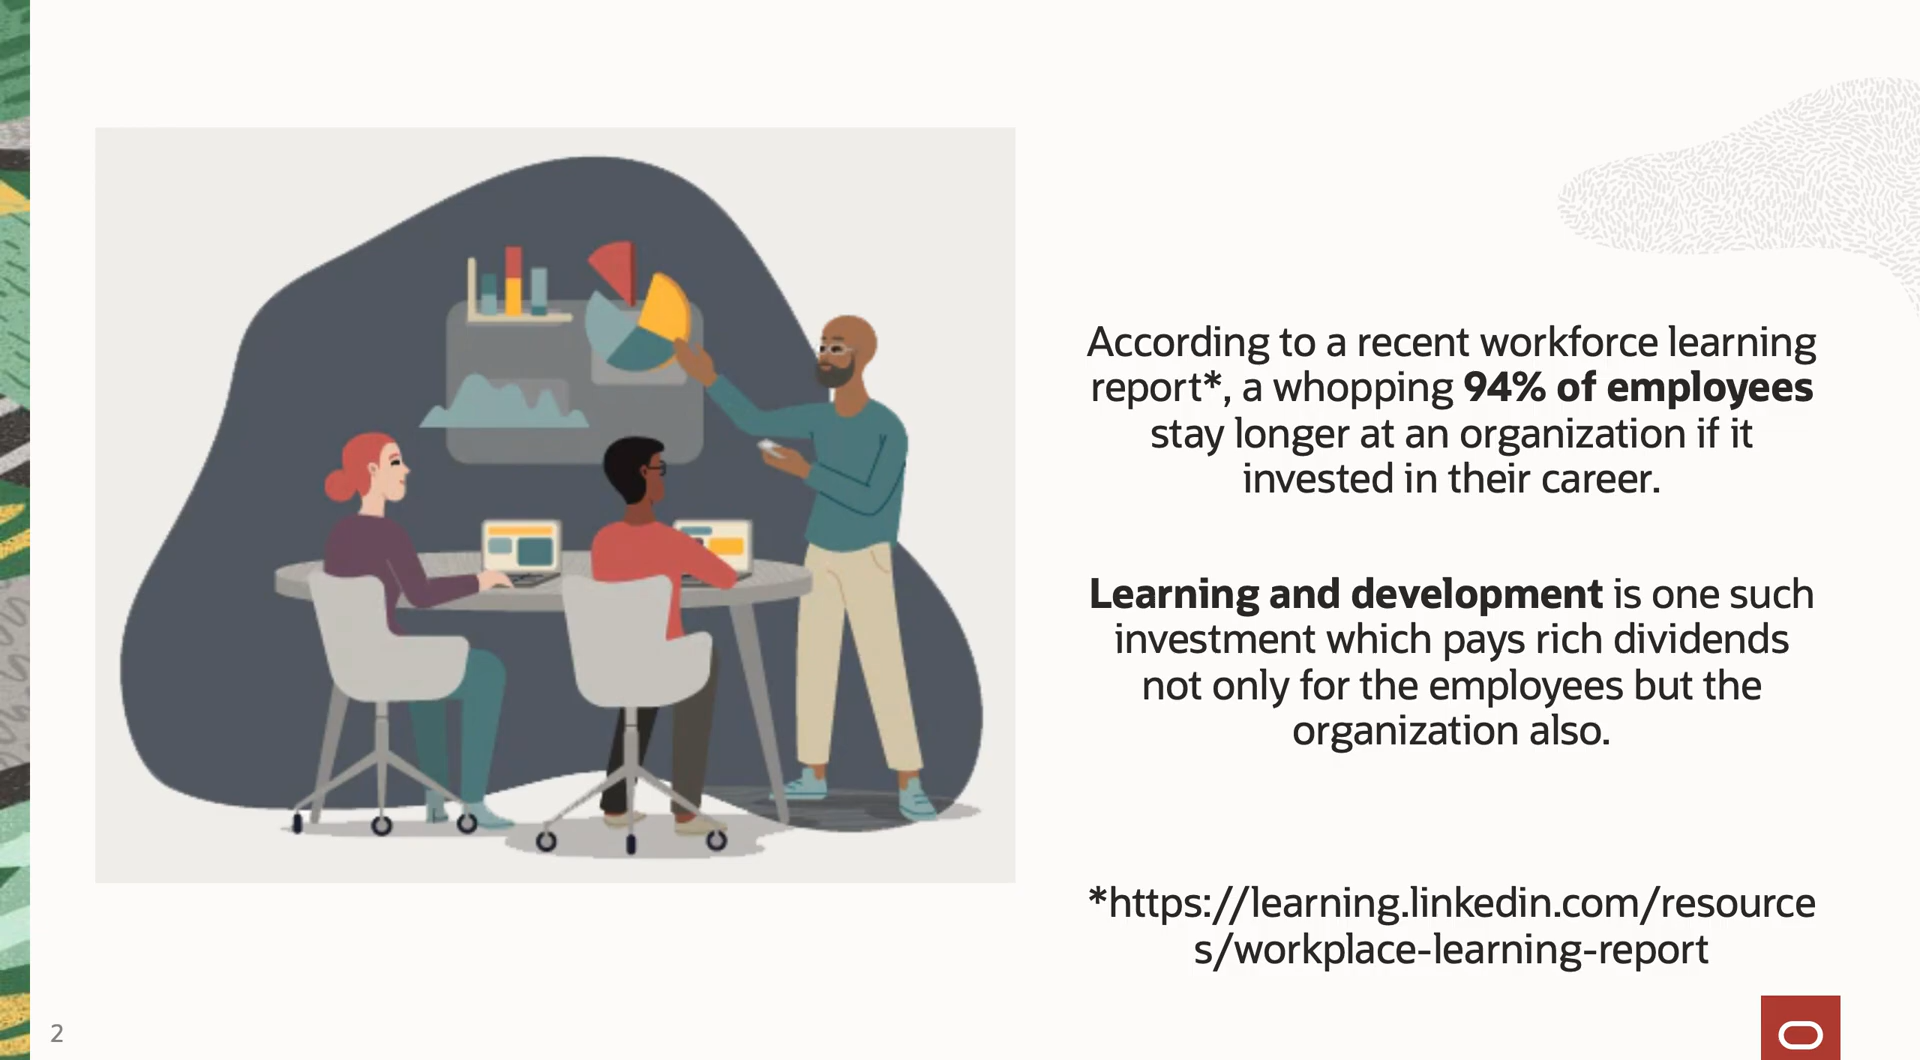 According to a recent workforce learning
report*, a whopping 94% of employees
stay longer at an organization if it
invested in their career.
Learning and development is one such
investment which pays rich dividends
not only for the employees but the
organization also.
*https://learning.linkedin.com/resource
s/workplace-learning-report
2